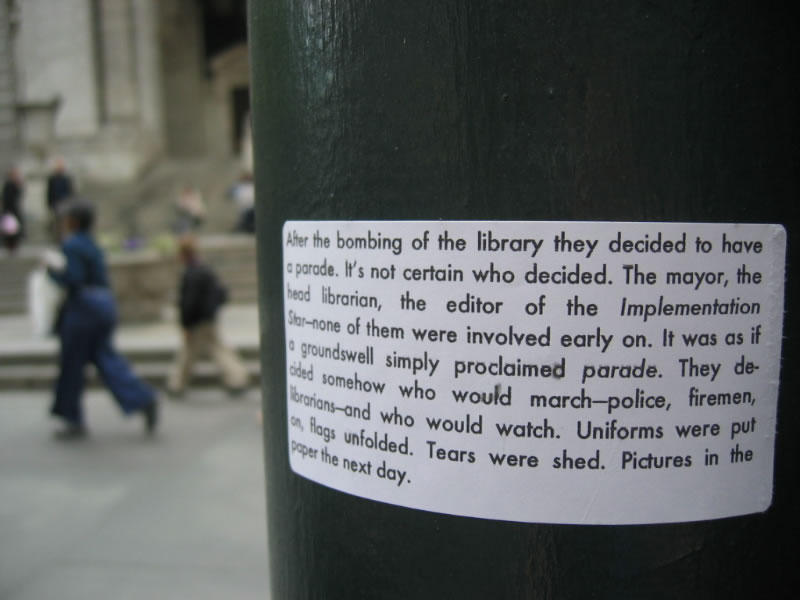 After the bombing of the library they decided to have
a parade. It's not certain who decided. The mayor, the
head librarian, the editor of the Implementation
Star—none of them were involved early on. It was as if
a groundswell simply proclaimed parade. They de-
cided somehow who would march—police, firemen,
librarians—and who would watch. Uniforms were put
on, flags unfolded. Tears were shed. Pictures in the
paper the next day.